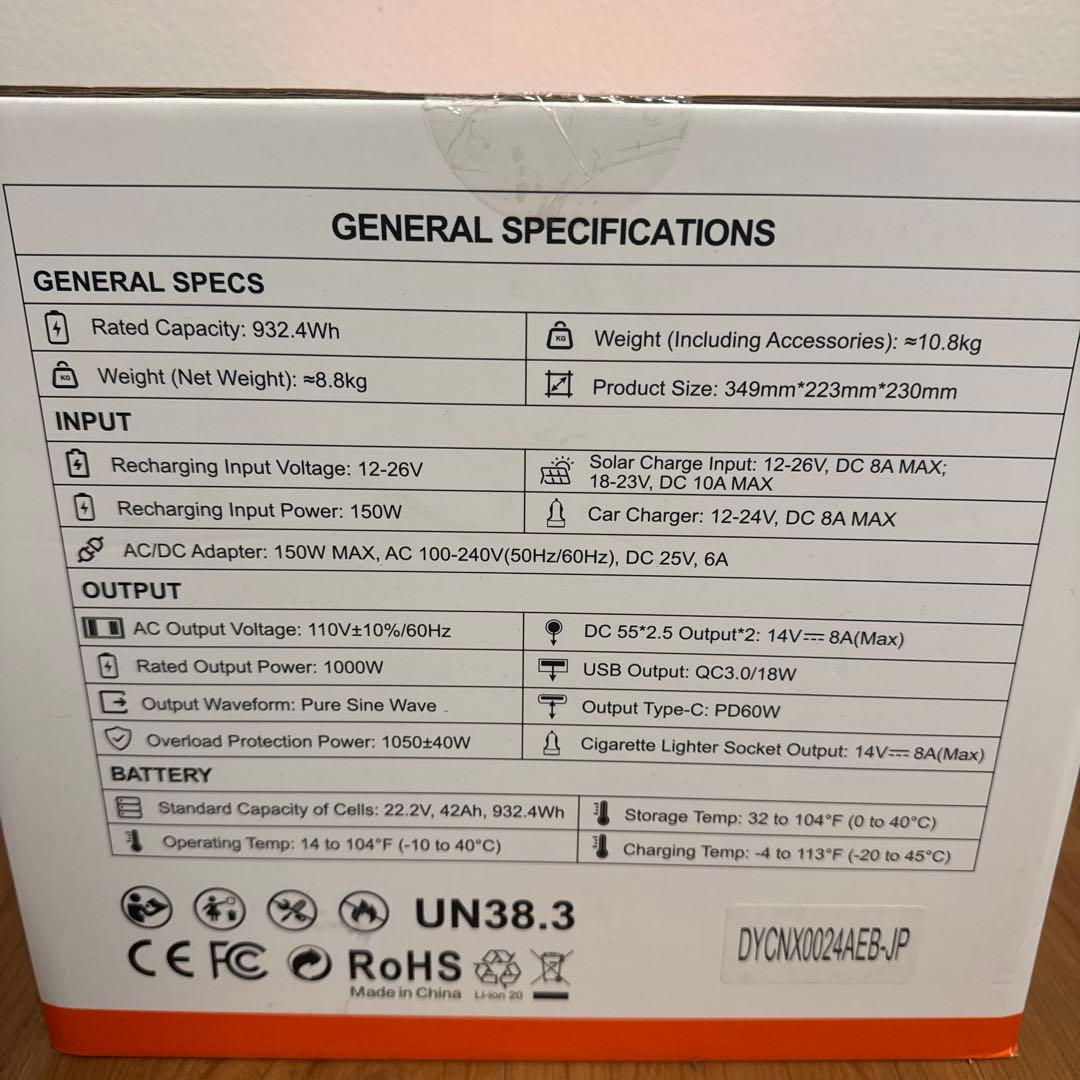 GENERAL SPECIFICATIONS
GENERAL SPECS
Rated Capacity: 932.4Wh
KG
Weight (Including Accessories): ≈10.8kg
KG
Weight (Net Weight): ≈8.8kg
Product Size: 349mm*223mm*230mm
INPUT
Recharging Input Voltage: 12-26V
Solar Charge Input: 12-26V, DC 8A MAX;
18-23V, DC 10A MAX
Recharging Input Power: 150W
Car Charger: 12-24V, DC 8A MAX
AC/DC Adapter: 150W MAX, AC 100-240V(50Hz/60Hz), DC 25V, 6A
OUTPUT
AC Output Voltage: 110V±10%/60Hz
DC 55*2.5 Output*2: 14V⎓8A(Max)
Rated Output Power: 1000W
USB Output: QC3.0/18W
Output Waveform: Pure Sine Wave
Output Type-C: PD60W
Overload Protection Power: 1050±40W
Cigarette Lighter Socket Output: 14V⎓8A(Max)
BATTERY
Standard Capacity of Cells: 22.2V, 42Ah, 932.4Wh
Storage Temp: 32 to 104°F (0 to 40°C)
Operating Temp: 14 to 104°F (-10 to 40°C)
Charging Temp: -4 to 113°F (-20 to 45°C)
UN38.3
CE FC RoHS
Made in China
Li-ion 20
DYCNX0024AEB-JP